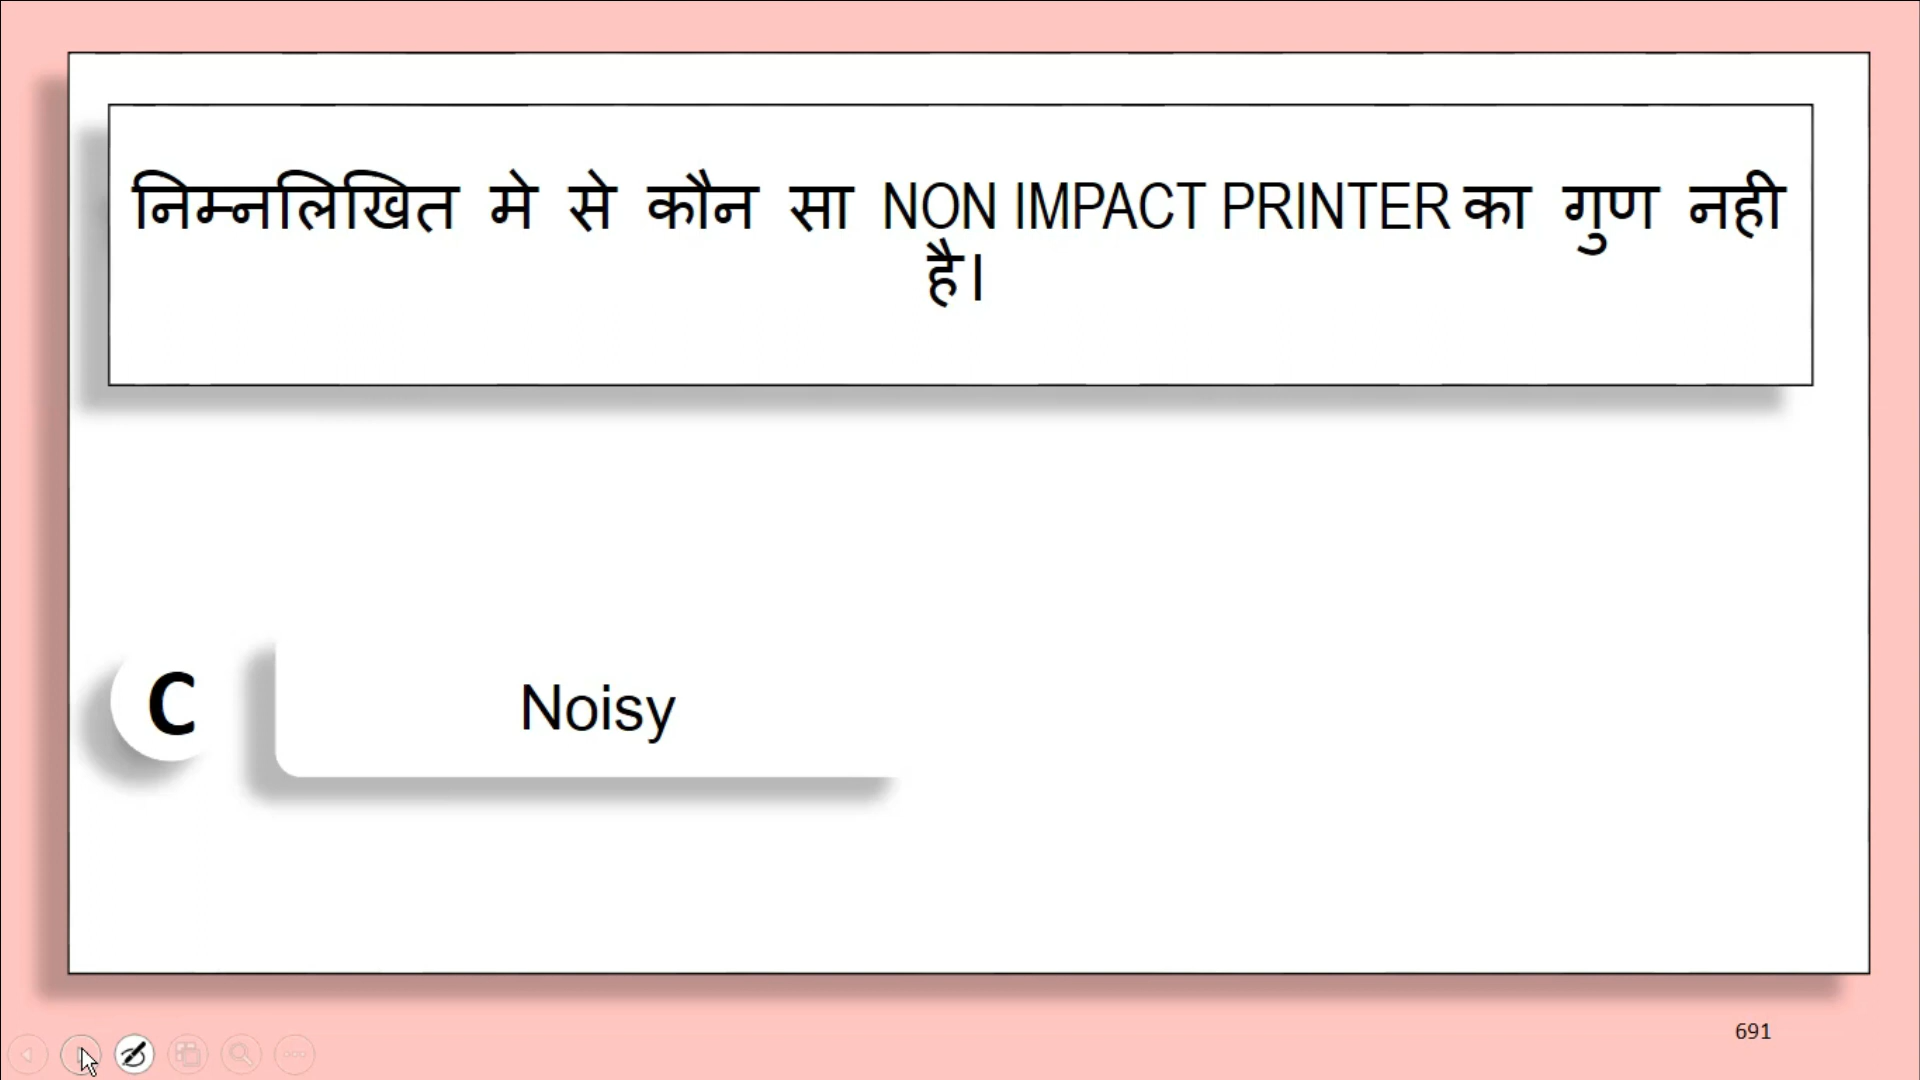 निम्नलिखित मे से कौन सा NON IMPACT PRINTER का गुण नही
है।
C
Noisy
691